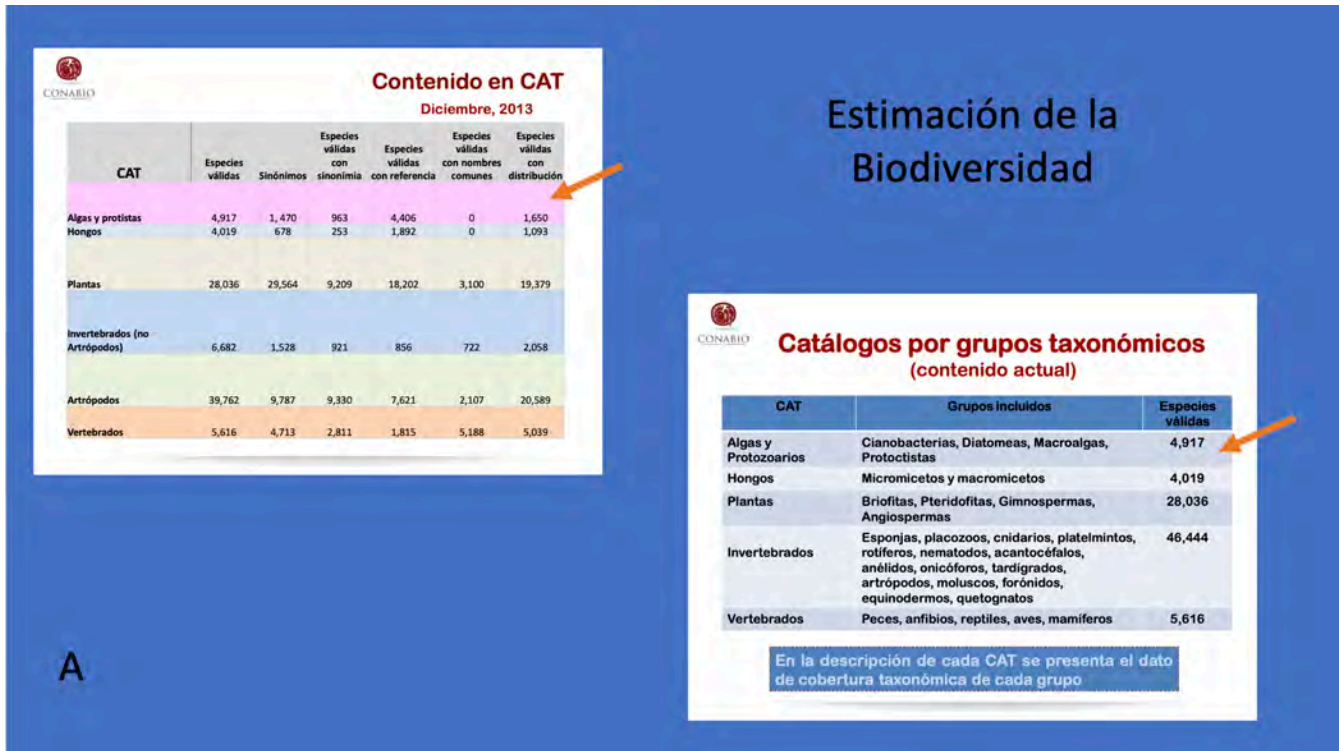 CONABIO
Contenido en CAT
Diciembre, 2013
CAT
Especies
válidas
Sinónimos
Especies
válidas
con
sinonimia
Especies
válidas
con referencia
Especies
válidas
con nombres
comunes
Especies
válidas
con
distribución
Algas y protistas 4,917 1, 470 963 4,406 0 1,650
Hongos 4,019 678 253 1,892 0 1,093
Plantas 28,036 29,564 9,209 18,202 3,100 19,379
Invertebrados (no
Artrópodos) 6,682 1,528 921 856 722 2,058
Artrópodos 39,762 9,787 9,330 7,621 2,107 20,589
Vertebrados 5,616 4,713 2,811 1,815 5,188 5,039
Estimación de la
Biodiversidad
CONABIO
Catálogos por grupos taxonómicos
(contenido actual)
CAT
Grupos incluidos
Especies
válidas
Algas y
Protozoarios
Cianobacterias, Diatomeas, Macroalgas,
Protoctistas
4,917
Hongos Micromicetos y macromicetos 4,019
Plantas
Briofitas, Pteridofitas, Gimnospermas,
Angiospermas
28,036
Invertebrados
Esponjas, placozoos, cnidarios, platelmintos,
rotíferos, nematodos, acantocéfalos,
anélidos, onicóforos, tardígrados,
artrópodos, moluscos, forónidos,
equinodermos, quetognatos
46,444
Vertebrados Peces, anfibios, reptiles, aves, mamíferos 5,616
En la descripción de cada CAT se presenta el dato
de cobertura taxonómica de cada grupo
A